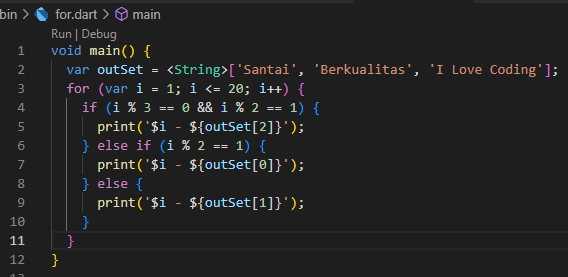 bin > for.dart > main
Run | Debug
1 void main() {
2   var outSet = <String>['Santai', 'Berkualitas', 'I Love Coding'];
3   for (var i = 1; i <= 20; i++) {
4     if (i % 3 == 0 && i % 2 == 1) {
5       print('$i - ${outSet[2]}');
6     } else if (i % 2 == 1) {
7       print('$i - ${outSet[0]}');
8     } else {
9       print('$i - ${outSet[1]}');
10     }
11   }
12 }